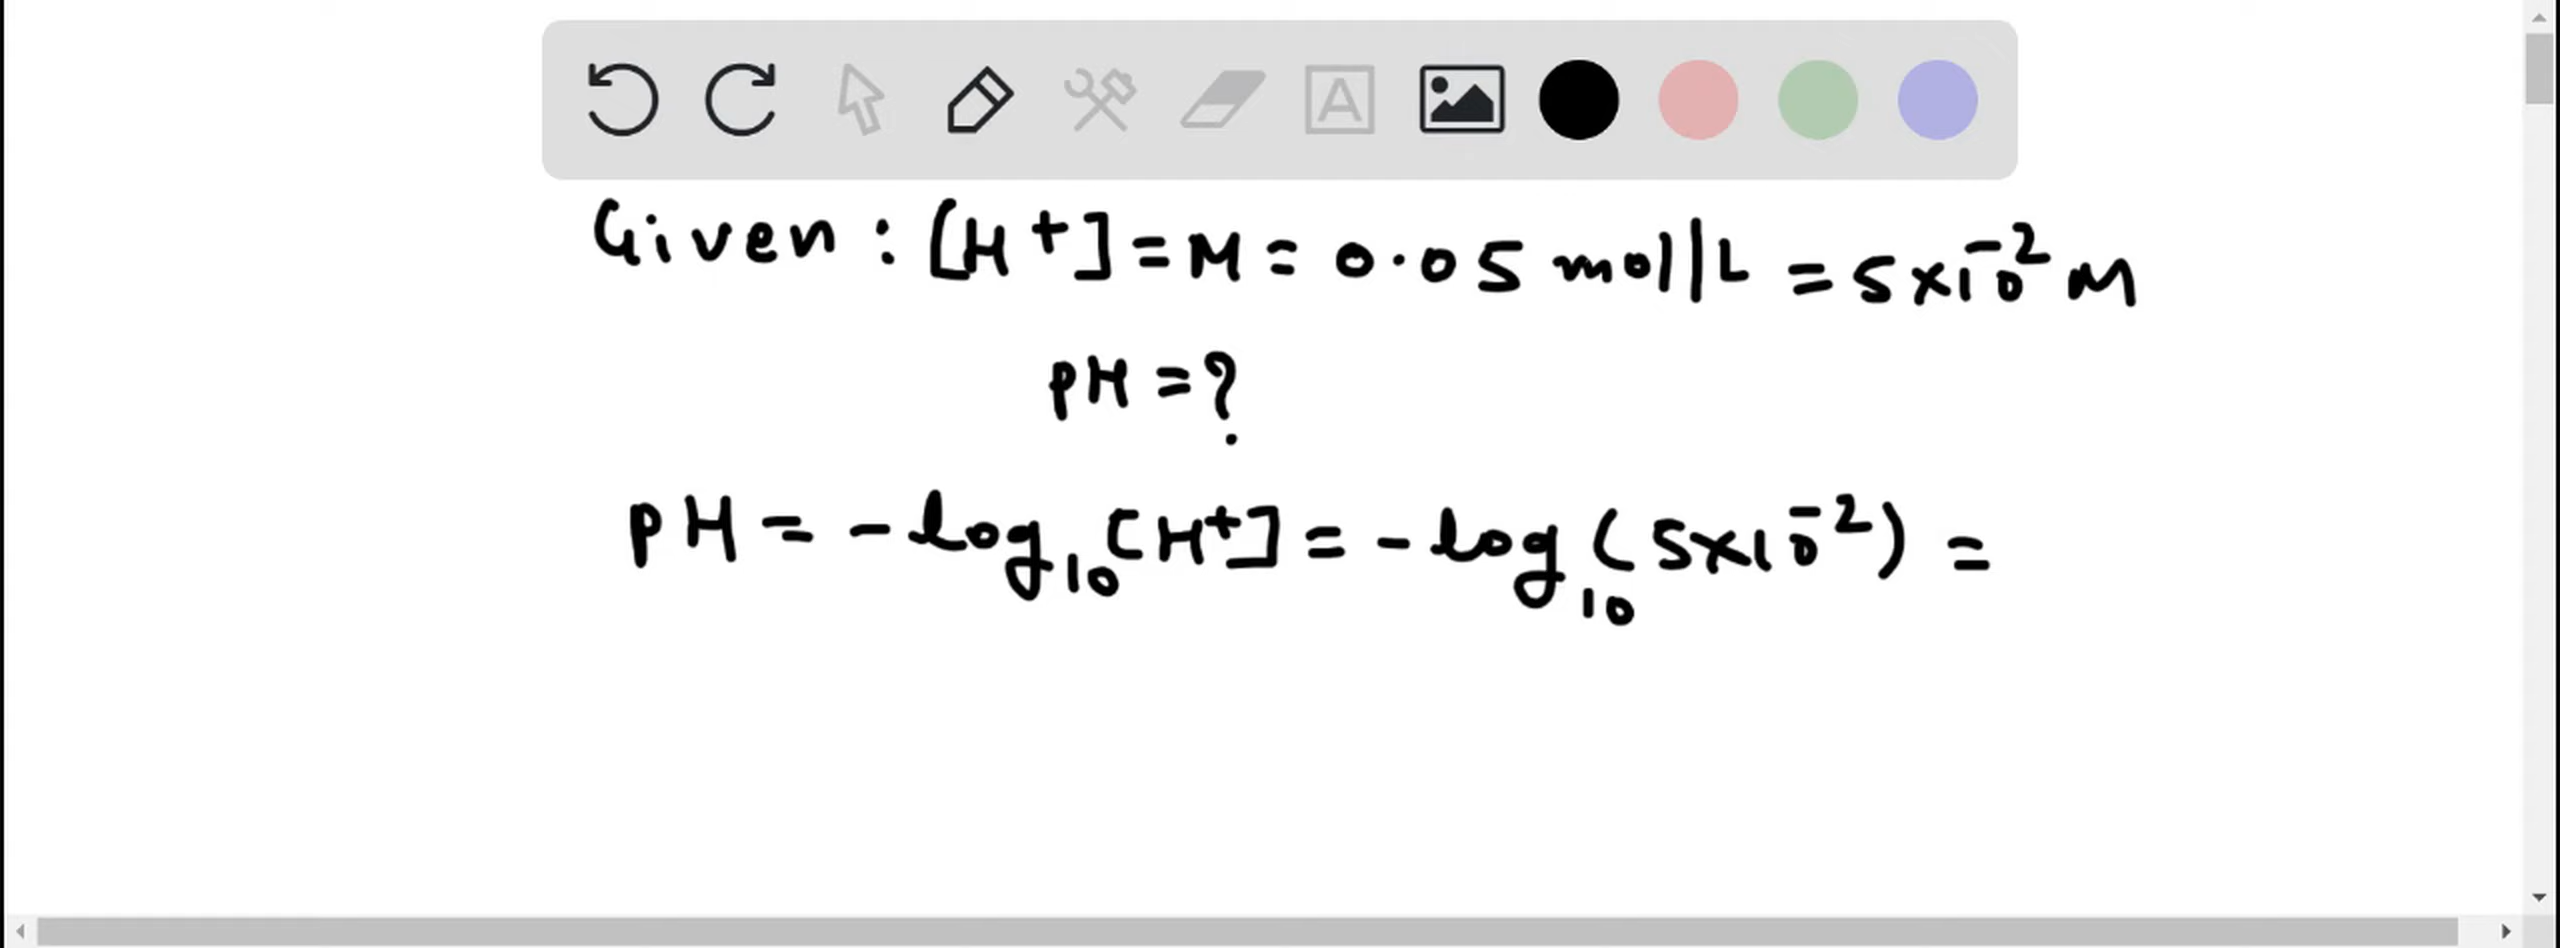 A
Given : [H⁺] = M = 0.05 mol/L = 5×10⁻² M
pH = ?
pH = -log₁₀[H⁺] = -log₁₀(5×10⁻²) =